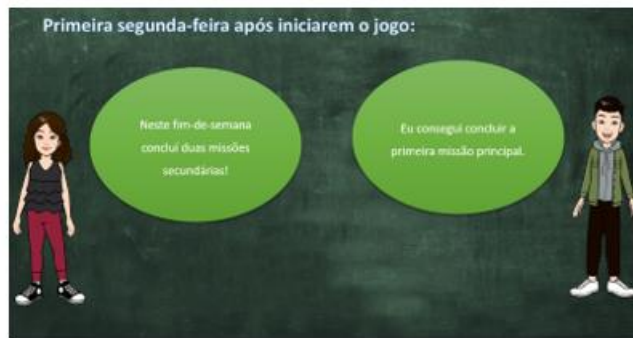 Primeira segunda-feira após iniciarem o jogo:
Neste fim-de-semana
concluí duas missões
secundárias!
Eu consegui concluir a
primeira missão principal.